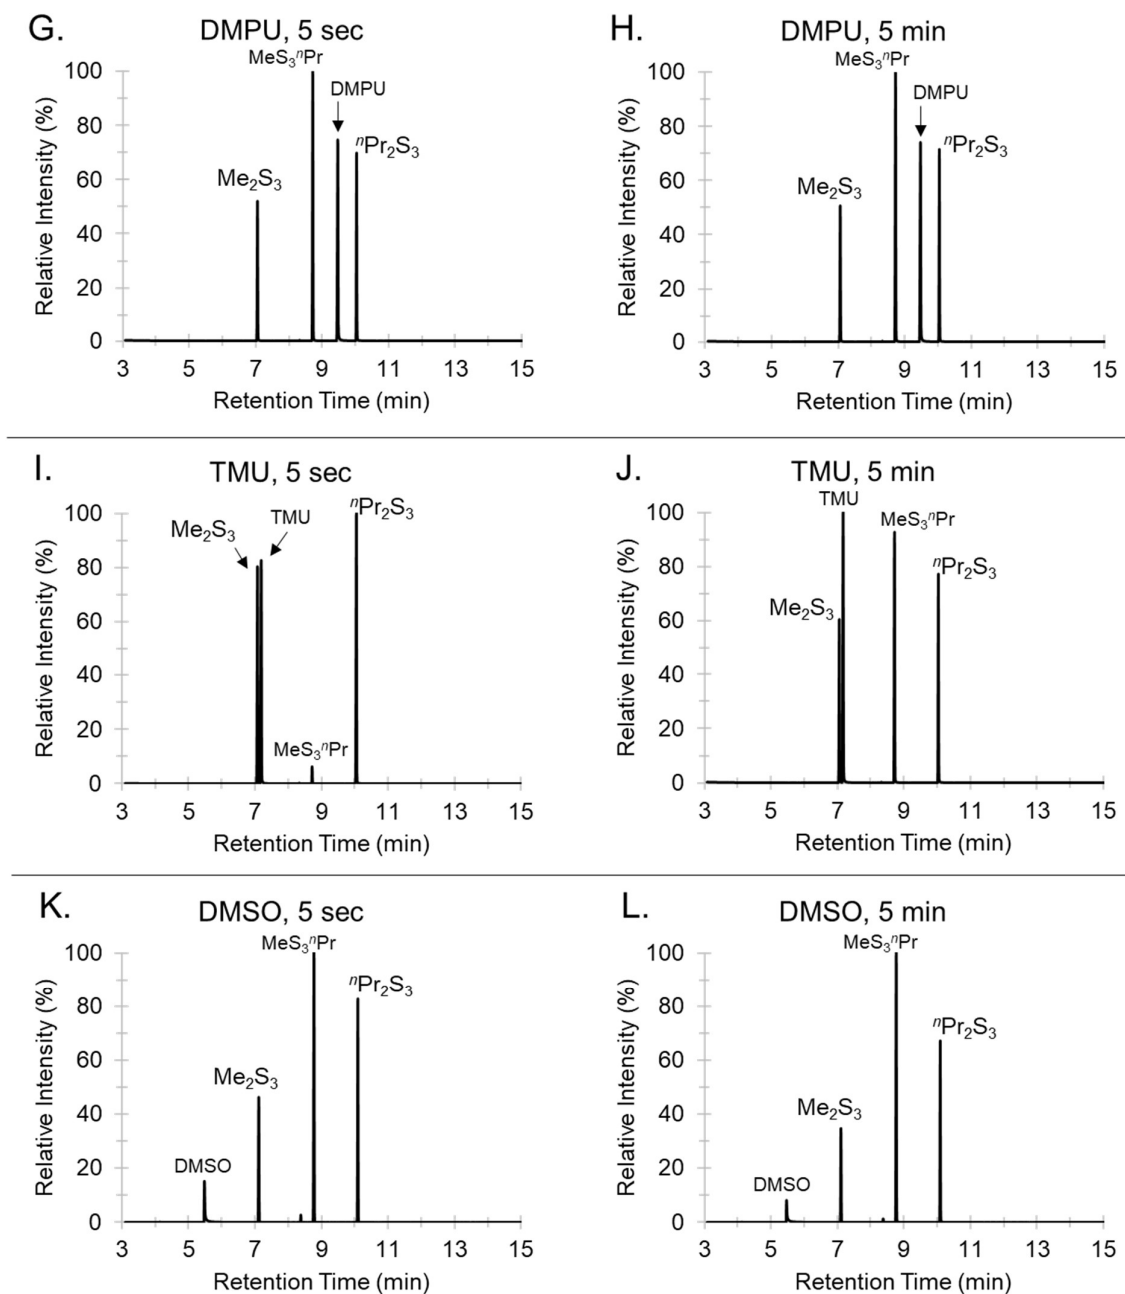 G.
DMPU, 5 sec
MeS₃ⁿPr
DMPU
ⁿPr₂S₃
Me₂S₃
Relative Intensity (%)
100
80
60
40
20
0
3 5 7 9 11 13 15
Retention Time (min)
H.
DMPU, 5 min
MeS₃ⁿPr
DMPU
ⁿPr₂S₃
Me₂S₃
Relative Intensity (%)
100
80
60
40
20
0
3 5 7 9 11 13 15
Retention Time (min)
I.
TMU, 5 sec
ⁿPr₂S₃
TMU
Me₂S₃
MeS₃ⁿPr
Relative Intensity (%)
100
80
60
40
20
0
3 5 7 9 11 13 15
Retention Time (min)
J.
TMU, 5 min
TMU
MeS₃ⁿPr
ⁿPr₂S₃
Me₂S₃
Relative Intensity (%)
100
80
60
40
20
0
3 5 7 9 11 13 15
Retention Time (min)
K.
DMSO, 5 sec
MeS₃ⁿPr
ⁿPr₂S₃
Me₂S₃
DMSO
Relative Intensity (%)
100
80
60
40
20
0
3 5 7 9 11 13 15
Retention Time (min)
L.
DMSO, 5 min
MeS₃ⁿPr
ⁿPr₂S₃
Me₂S₃
DMSO
Relative Intensity (%)
100
80
60
40
20
0
3 5 7 9 11 13 15
Retention Time (min)